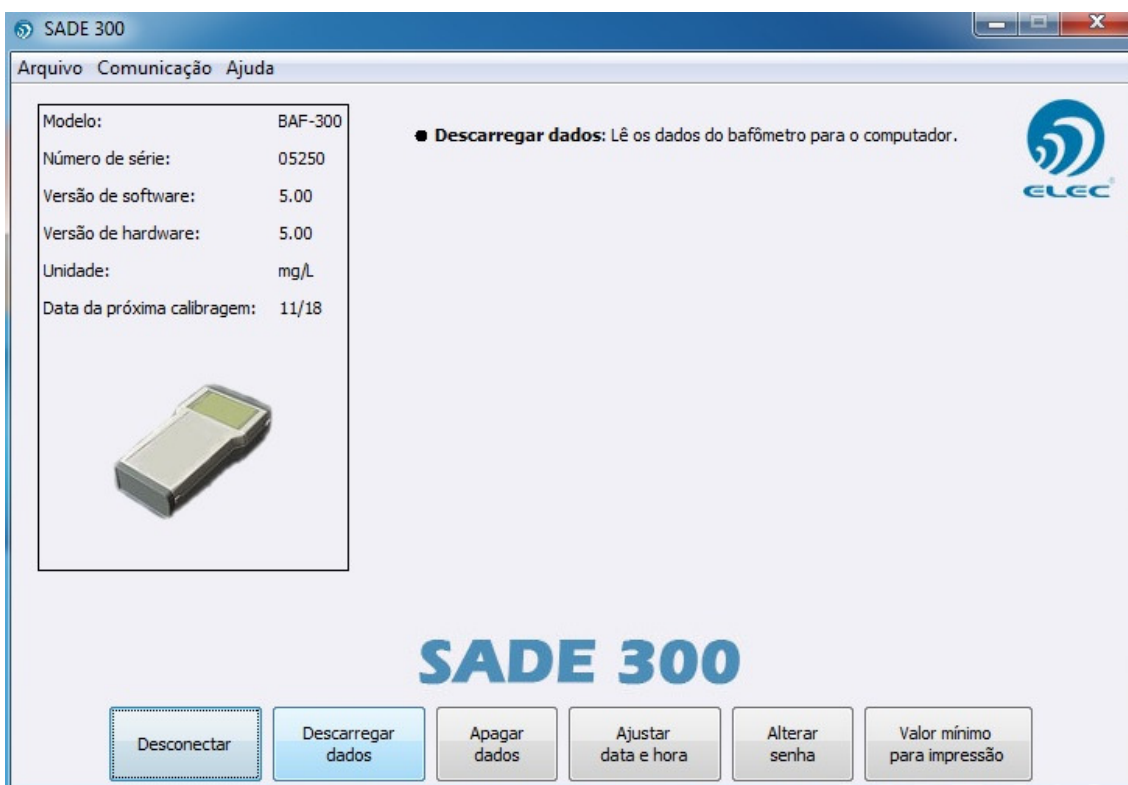 SADE 300
Arquivo Comunicação Ajuda
Modelo: BAF-300
Número de série: 05250
Versão de software: 5.00
Versão de hardware: 5.00
Unidade: mg/L
Data da próxima calibragem: 11/18
● Descarregar dados: Lê os dados do bafômetro para o computador.
ELEC®
SADE 300
Desconectar
Descarregar
dados
Apagar
dados
Ajustar
data e hora
Alterar
senha
Valor mínimo
para impressão